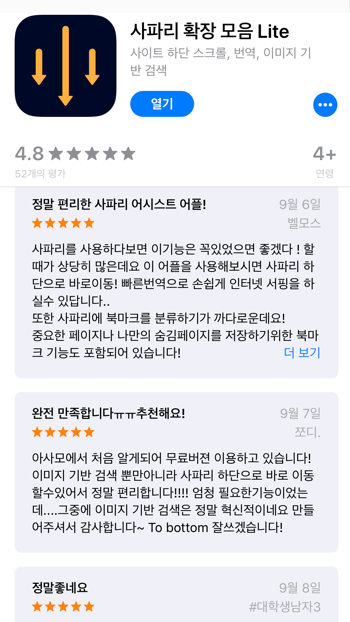 사파리 확장 모음 Lite
사이트 하단 스크롤, 번역, 이미지 기
반 검색
열기
4.8
4+
52개의 평가
연령
정말 편리한 사파리 어시스트 어플!
9월 6일
벨모스
사파리를 사용하다보면 이기능은 꼭있었으면 좋겠다 ! 할
때가 상당히 많은데요 이 어플을 사용해보시면 사파리 하
단으로 바로이동! 빠른번역으로 손쉽게 인터넷 서핑을 하
실수 있답니다..
또한 사파리에 북마크를 분류하기가 까다로운데요!
중요한 페이지나 나만의 숨김페이지를 저장하기위한 북마
크 기능도 포함되어 있습니다!
더 보기
완전 만족합니다ㅠㅠ추천해요!
9월 7일
쪼디.
아사모에서 처음 알게되어 무료버젼 이용하고 있습니다!
이미지 기반 검색 뿐만아니라 사파리 하단으로 바로 이동
할수있어서 정말 편리합니다!!!! 엄청 필요한기능이었는
데....그중에 이미지 기반 검색은 정말 혁신적이네요 만들
어주셔서 감사합니다~ To bottom 잘쓰겠습니다!
정말좋네요
9월 8일
#대학생남자3